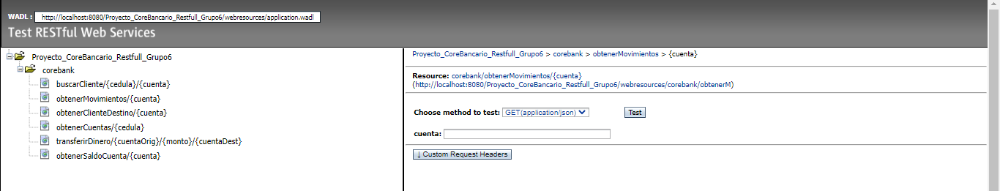 WADL : http://localhost:8080/Proyecto_CoreBancario_Restfull_Grupo6/webresources/application.wadl
Test RESTful Web Services
Proyecto_CoreBancario_Restfull_Grupo6
corebank
buscarCliente/{cedula}/{cuenta}
obtenerMovimientos/{cuenta}
obtenerClienteDestino/{cuenta}
obtenerCuentas/{cedula}
transferirDinero/{cuentaOrig}/{monto}/{cuentaDest}
obtenerSaldoCuenta/{cuenta}
Proyecto_CoreBancario_Restfull_Grupo6 > corebank > obtenerMovimientos > {cuenta}
Resource: corebank/obtenerMovimientos/{cuenta}
(http://localhost:8080/Proyecto_CoreBancario_Restfull_Grupo6/webresources/corebank/obtenerM)
Choose method to test: GET(application/json) Test
cuenta:
↓ Custom Request Headers